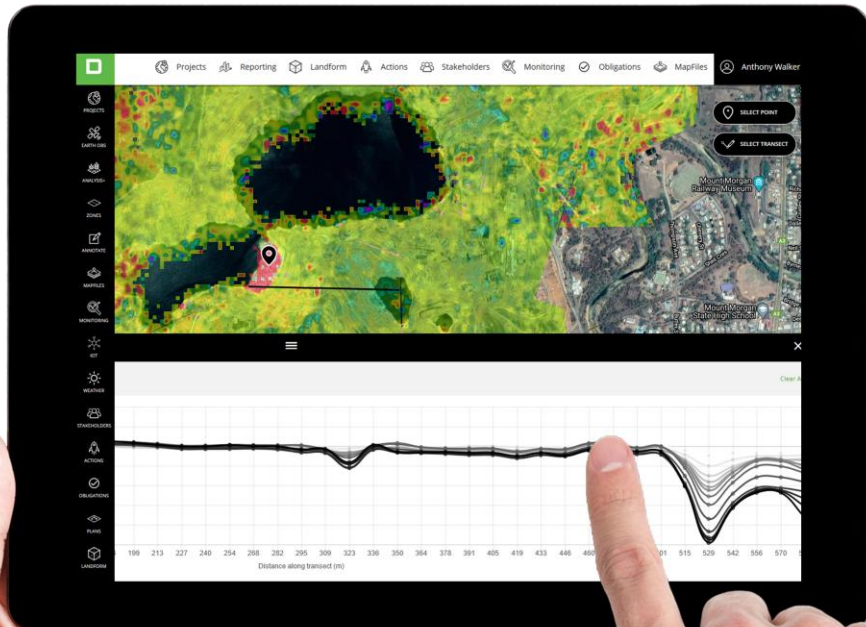 Projects Reporting Landform Actions Stakeholders Monitoring Obligations MapFiles Anthony Walker
PROJECTS
EARTH OBS
ANALYSIS+
ZONES
ANNOTATE
MAPFILES
MONITORING
IOT
WEATHER
STAKEHOLDERS
ACTIONS
OBLIGATIONS
PLANS
LANDFORM
SELECT POINT
SELECT TRANSECT
Mount Morgan
Railway Museum
Mount Morgan
State High School
A3
Clear A
199 213 227 240 254 268 282 295 309 323 336 350 364 378 391 405 419 433 446 515 529 542 556 570
Distance along transect (m)